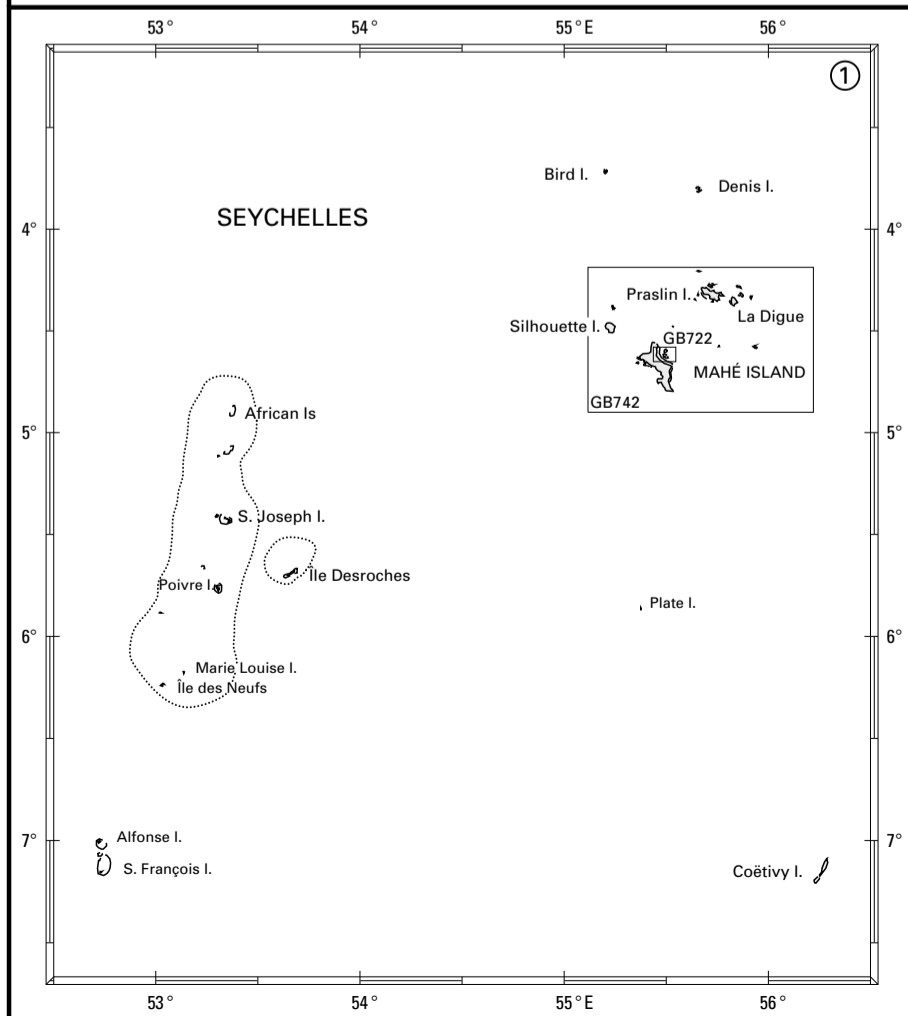 53° 54° 55°E 56°
①
Bird I.
Denis I.
SEYCHELLES
4° 4°
Praslin I.
La Digue
Silhouette I.
GB722
MAHÉ ISLAND
GB742
African Is
5° 5°
S. Joseph I.
Île Desroches
Poivre I.
Plate I.
6° 6°
Marie Louise I.
Île des Neufs
7° 7°
Alfonse I.
S. François I.
Coëtivy I.
53° 54° 55°E 56°